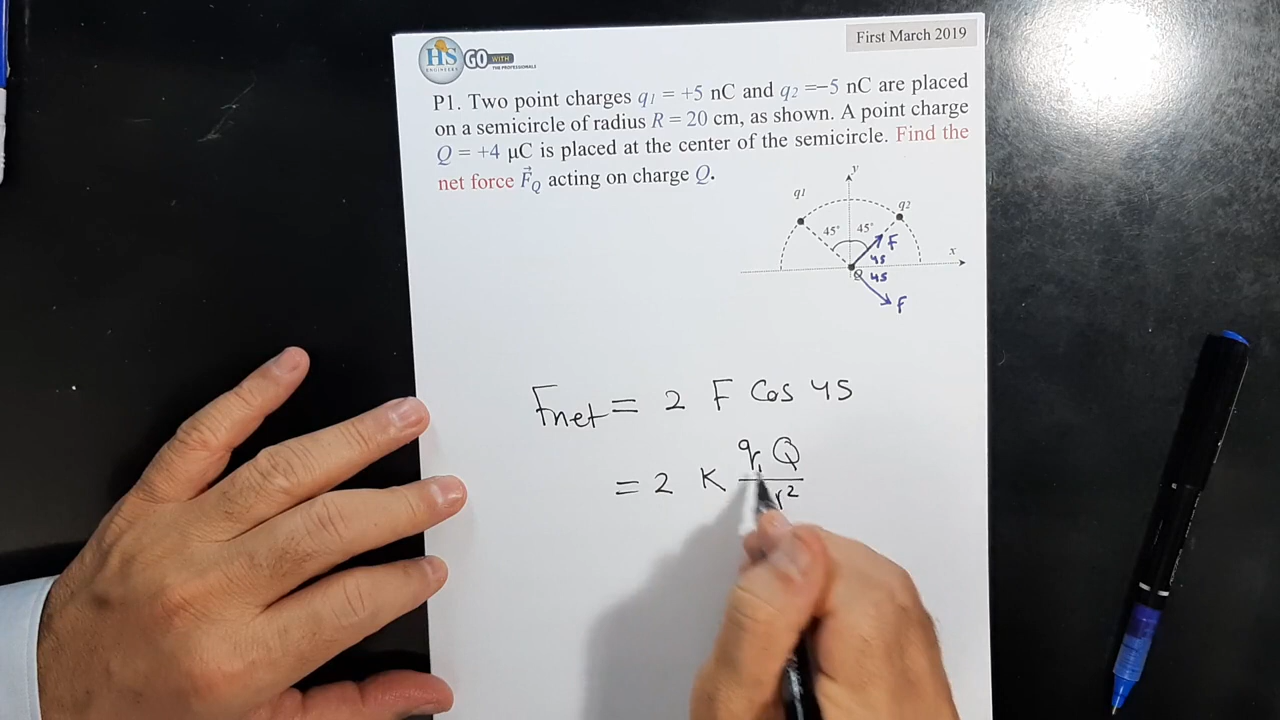 First March 2019
HS
ENGINEERS
GO WITH
THE PROFESSIONALS
P1. Two point charges q1 = +5 nC and q2 =−5 nC are placed
on a semicircle of radius R = 20 cm, as shown. A point charge
Q = +4 μC is placed at the center of the semicircle. Find the
net force F⃗Q acting on charge Q.
y
q1
q2
45° 45°
F
x
45
Q 45
F
Fnet = 2 F Cos 45
= 2 K q1 Q / r²